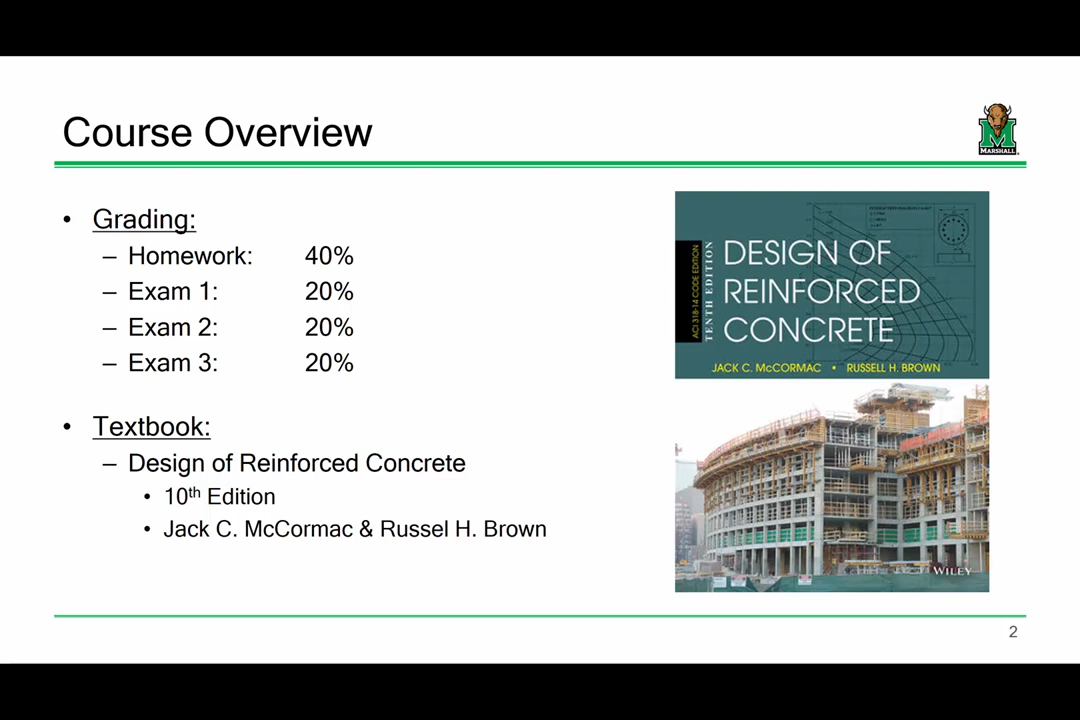 Course Overview
MARSHALL
• Grading:
– Homework: 40%
– Exam 1: 20%
– Exam 2: 20%
– Exam 3: 20%
• Textbook:
– Design of Reinforced Concrete
• 10th Edition
• Jack C. McCormac & Russel H. Brown
ACI 318-14 CODE EDITION
TENTH EDITION
DESIGN OF
REINFORCED
CONCRETE
JACK C. McCORMAC • RUSSELL H. BROWN
WILEY
2